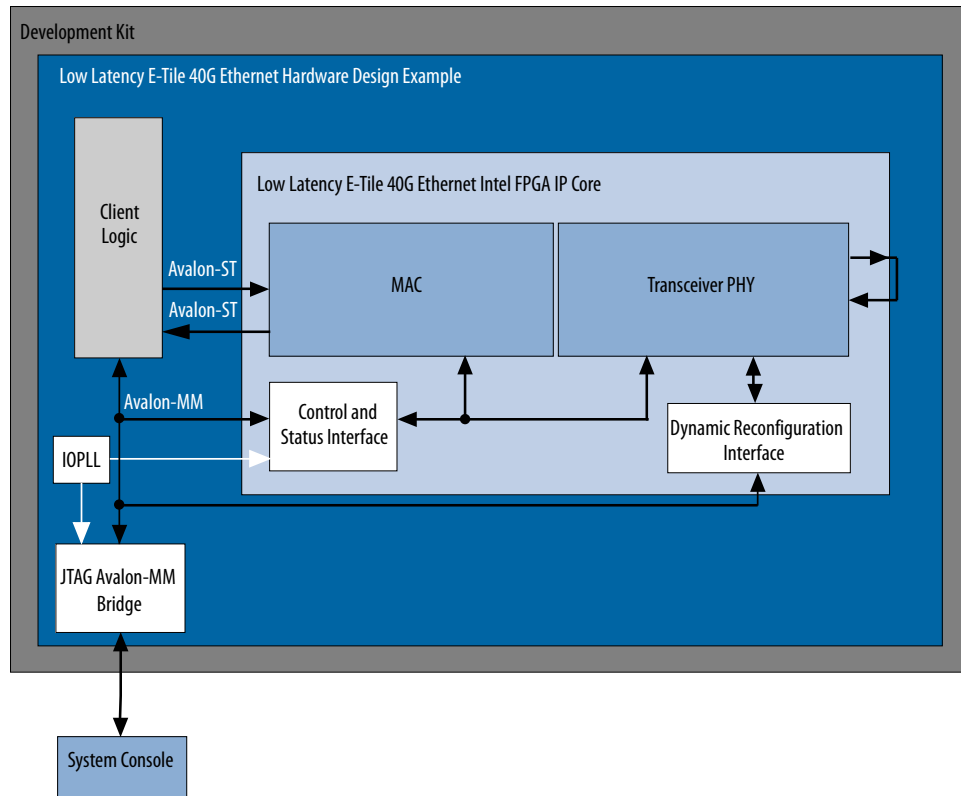 Development Kit
Low Latency E-Tile 40G Ethernet Hardware Design Example
Client
Logic
Low Latency E-Tile 40G Ethernet Intel FPGA IP Core
Avalon-ST
Avalon-ST
MAC
Transceiver PHY
Avalon-MM
Control and
Status Interface
Dynamic Reconfiguration
Interface
IOPLL
JTAG Avalon-MM
Bridge
System Console